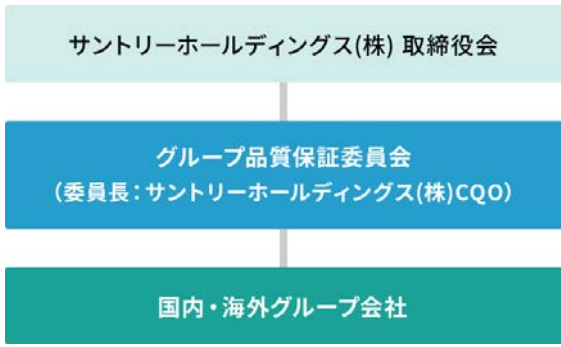 サントリーホールディングス(株) 取締役会
グループ品質保証委員会
（委員長：サントリーホールディングス(株)CQO）
国内・海外グループ会社